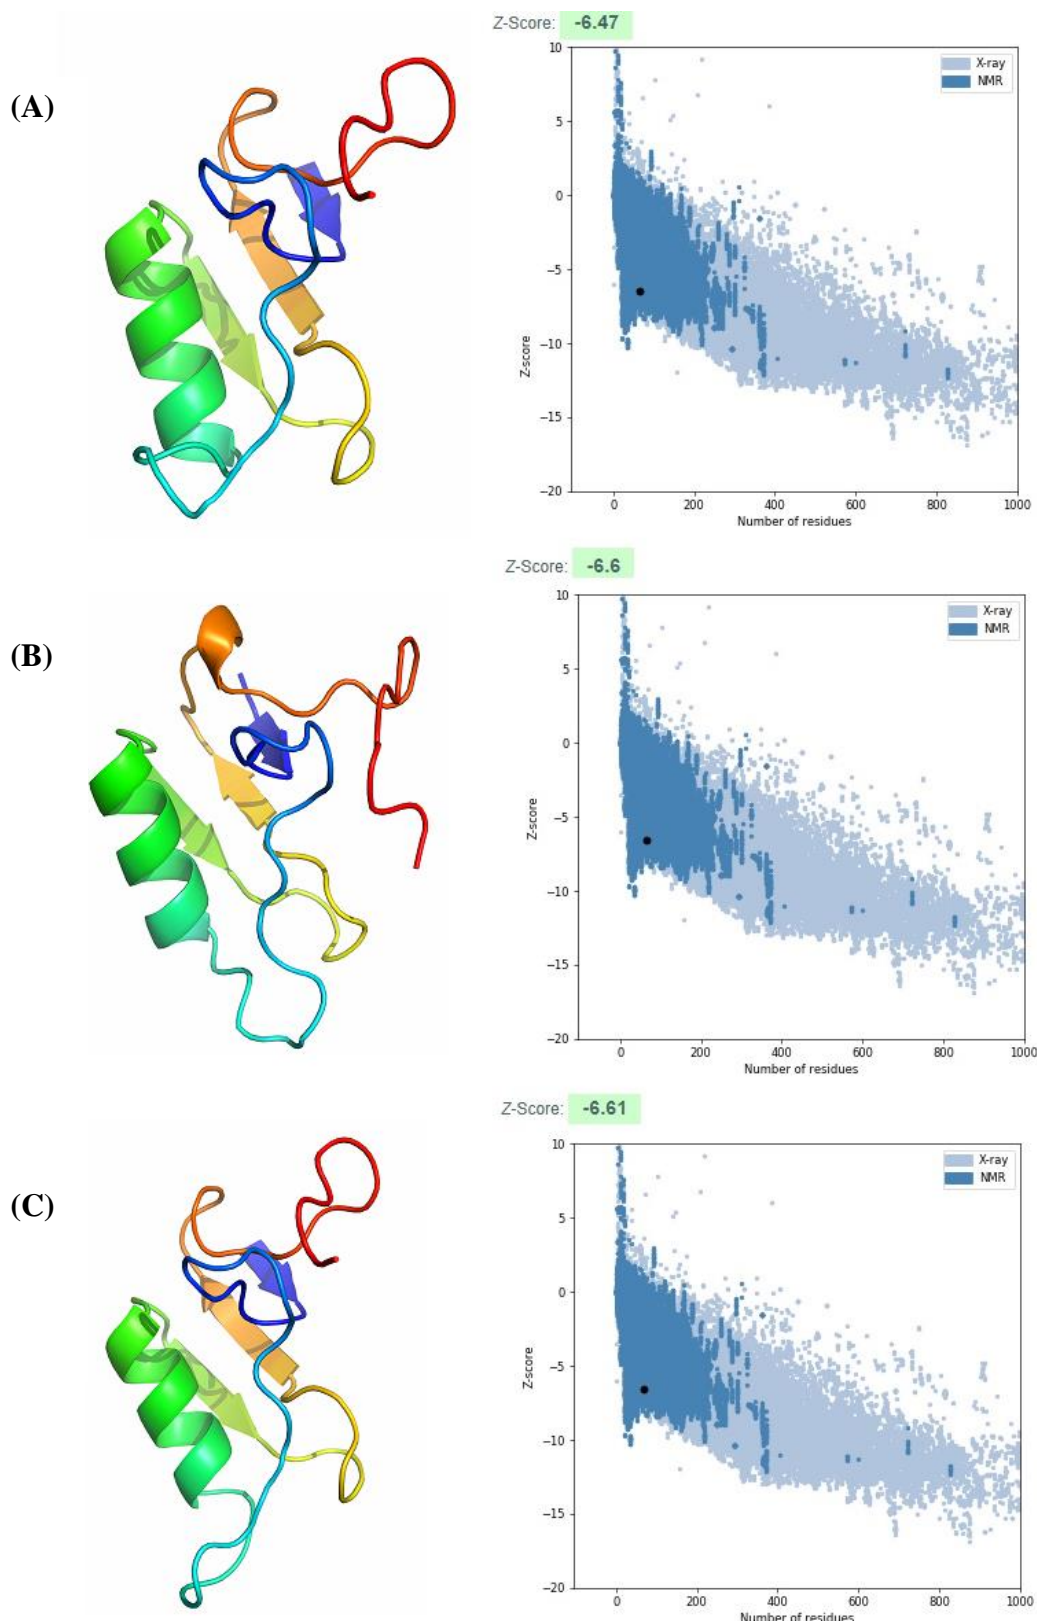 Z-Score: -6.47
(A)
10
5
0
−5
−10
−15
−20
Z-score
X-ray
NMR
0 200 400 600 800 1000
Number of residues
Z-Score: -6.6
(B)
10
5
0
−5
−10
−15
−20
Z-score
X-ray
NMR
0 200 400 600 800 1000
Number of residues
Z-Score: -6.61
(C)
10
5
0
−5
−10
−15
−20
Z-score
X-ray
NMR
0 200 400 600 800 1000
Number of residues